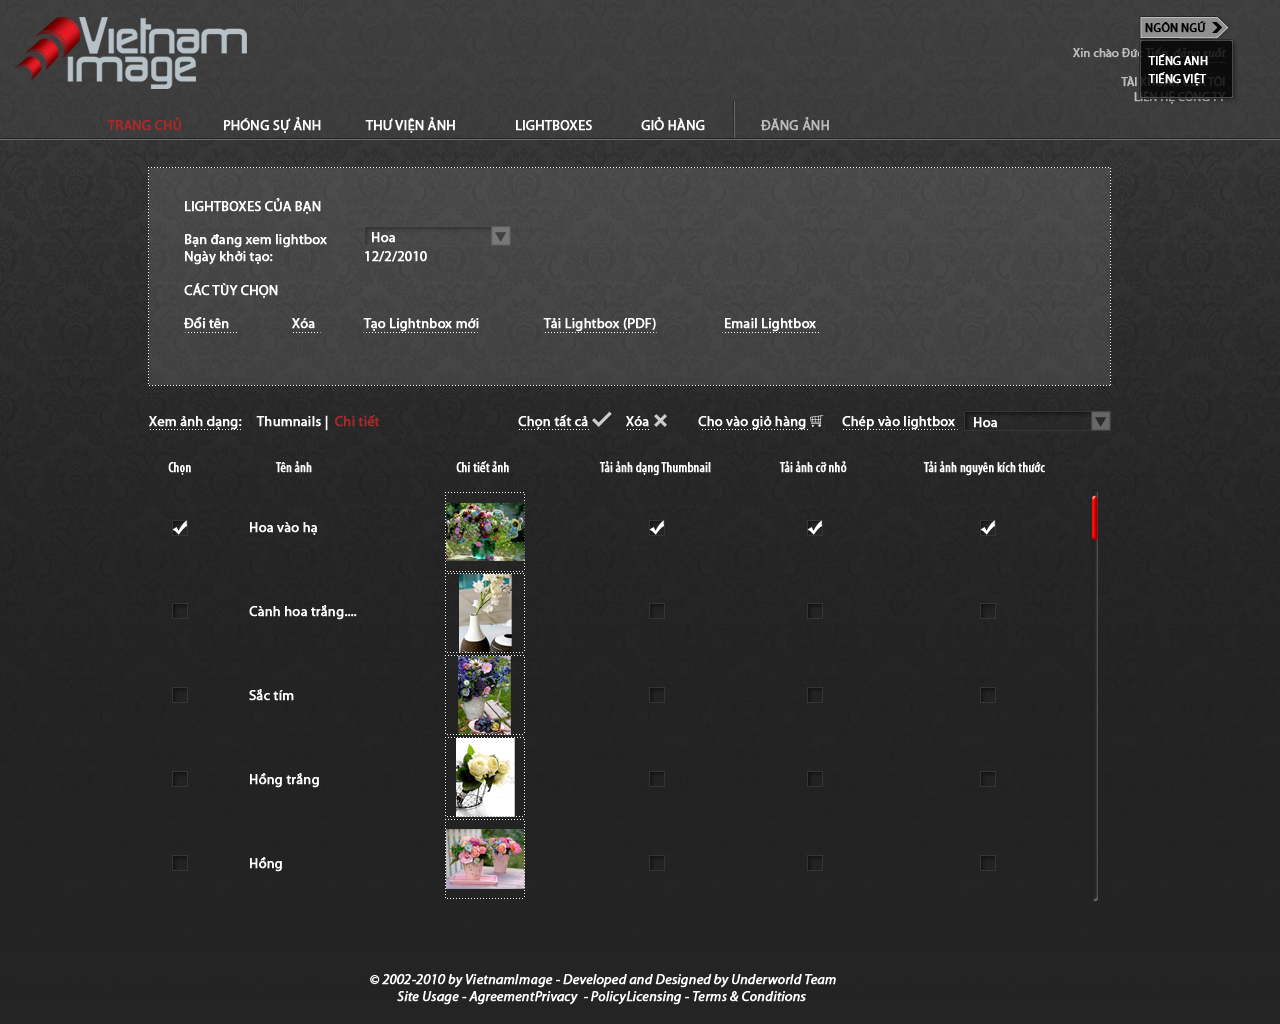 Vietnam
image
NGÔN NGỮ
Xin chào Đức Tiến, đăng xuất
TIẾNG ANH
TIẾNG VIỆT
TÀI TÔI
LIÊN HỆ CÔNG TY
TRANG CHỦ PHÓNG SỰ ẢNH THƯ VIỆN ẢNH LIGHTBOXES GIỎ HÀNG ĐĂNG ẢNH
LIGHTBOXES CỦA BẠN
Bạn đang xem lightbox Hoa
Ngày khởi tạo: 12/2/2010
CÁC TÙY CHỌN
Đổi tên Xóa Tạo Lightnbox mới Tải Lightbox (PDF) Email Lightbox
Xem ảnh dạng: Thumnails | Chi tiết Chọn tất cả Xóa Cho vào giỏ hàng Chép vào lightbox Hoa
Chọn Tên ảnh Chi tiết ảnh Tải ảnh dạng Thumbnail Tải ảnh cỡ nhỏ Tải ảnh nguyên kích thước
Hoa vào hạ
Cành hoa trắng....
Sắc tím
Hồng trắng
Hồng
© 2002-2010 by VietnamImage - Developed and Designed by Underworld Team
Site Usage - AgreementPrivacy - PolicyLicensing - Terms & Conditions